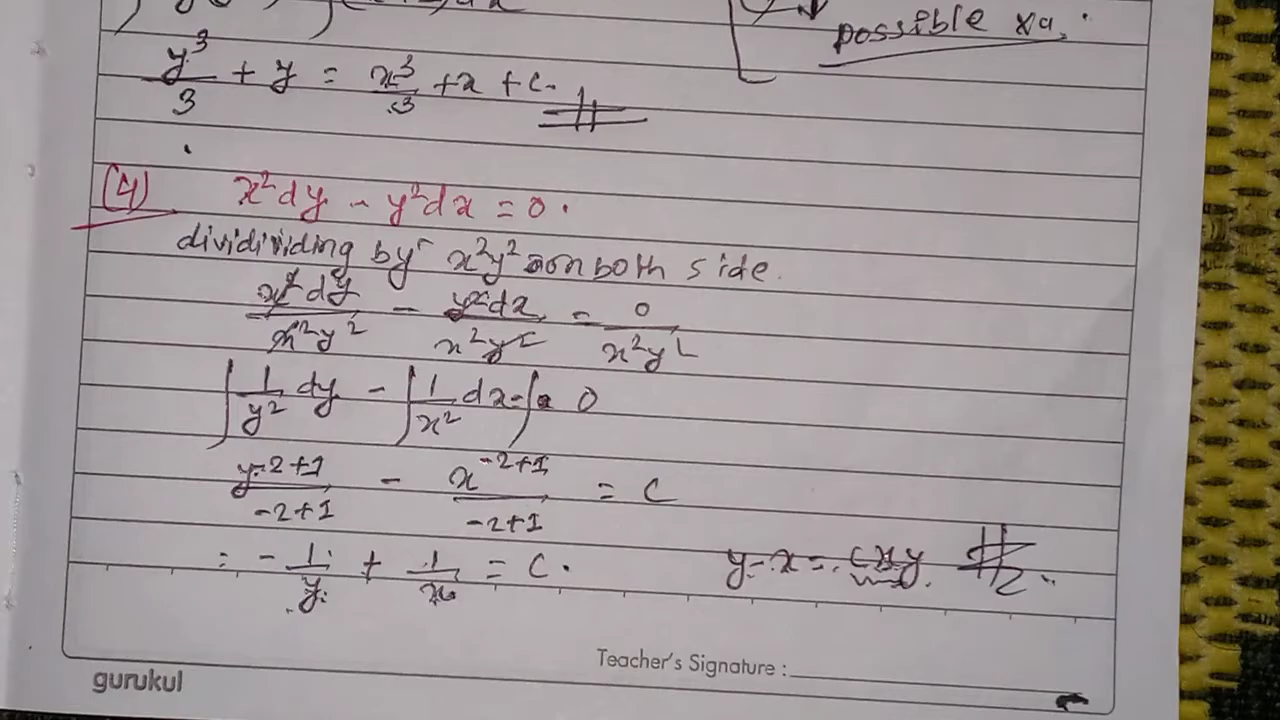 possible xa.
y³/3 + y = x³/3 + x + c.
(4) x²dy - y²dx = 0.
divididividing by x²y² on both side.
x²dy/x²y² - y²dx/x²y² = 0/x²y²
∫ 1/y² dy - ∫ 1/x² dx = ∫ 0
y-2+1/-2+1 - x-2+1/-2+1 = c
: - 1/y + 1/x = c. y - x = cxy
Teacher's Signature :
gurukul